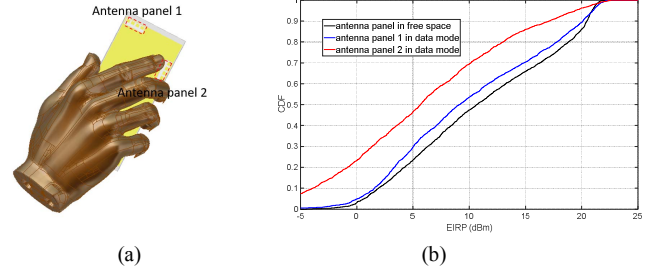 Antenna panel 1
Antenna panel 2
(a)
1
0.9
0.8
0.7
0.6
0.5
0.4
0.3
0.2
0.1
0
CDF
antenna panel in free space
antenna panel 1 in data mode
antenna panel 2 in data mode
-5
0
5
10
15
20
25
EIRP (dBm)
(b)